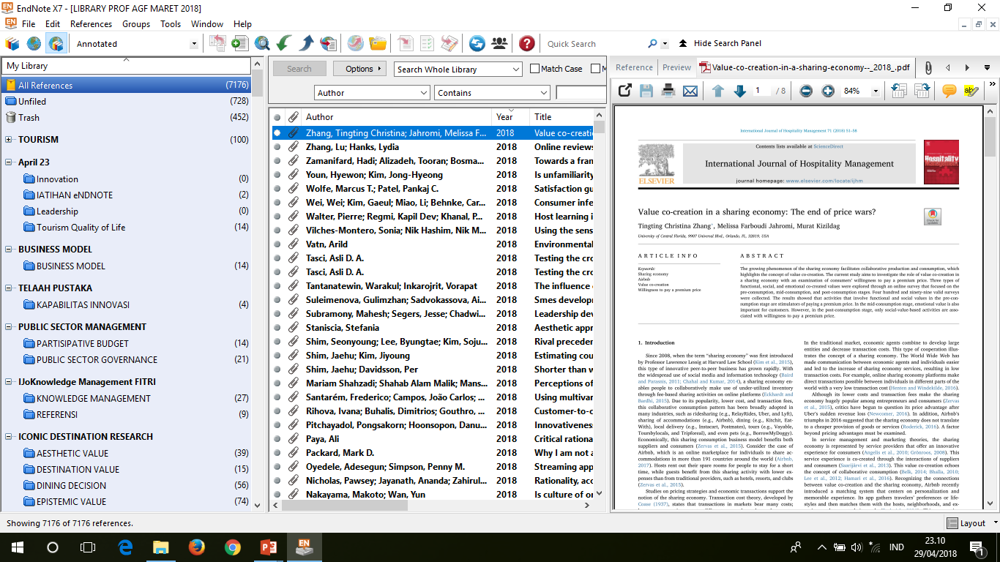 EndNote X7 - [LIBRARY PROF AGF MARET 2018]
File Edit References Groups Tools Window Help
Annotated
Quick Search
Hide Search Panel
My Library
All References (7176)
Unfiled (728)
Trash (452)
TOURISM (100)
April 23
Innovation (0)
lATIHAN eNDNOTE (2)
Leadership (0)
Tourism Quality of Life (14)
BUSINESS MODEL
BUSINESS MODEL (14)
TELAAH PUSTAKA
KAPABILITAS INNOVASI (4)
PUBLIC SECTOR MANAGEMENT
PARTISIPATIVE BUDGET (14)
PUBLIC SECTOR GOVERNANCE (21)
IJoKnowledge Management FITRI
KNOWLEDGE MANAGEMENT (27)
REFERENSI (9)
ICONIC DESTINATION RESEARCH
AESTHETIC VALUE (39)
DESTINATION VALUE (15)
DINING DECISION (56)
EPISTEMIC VALUE (74)
Search Options Search Whole Library Match Case M
Author Contains
Author Year Title
Zhang, Tingting Christina; Jahromi, Melissa F... 2018 Value co-creati
Zhang, Lu; Hanks, Lydia 2018 Online reviews
Zamanifard, Hadi; Alizadeh, Tooran; Bosma... 2018 Towards a fran
Youn, Hyewon; Kim, Jong-Hyeong 2018 Is unfamiliarity
Wolfe, Marcus T.; Patel, Pankaj C. 2018 Satisfaction gu
Wei, Wei; Kim, Gaeul; Miao, Li; Behnke, Car... 2018 Consumer infe
Walter, Pierre; Regmi, Kapil Dev; Khanal, P... 2018 Host learning i
Vilches-Montero, Sonia; Nik Hashim, Nik M... 2018 Using the sens
Vatn, Arild 2018 Environmental
Tasci, Asli D. A. 2018 Testing the cro
Tasci, Asli D. A. 2018 Testing the cro
Tantanatewin, Warakul; Inkarojrit, Vorapat 2018 The influence
Suleimenova, Gulimzhan; Sadvokassova, Ai... 2018 Smes developr
Subramony, Mahesh; Segers, Jesse; Chadwi... 2018 Leadership dev
Staniscia, Stefania 2018 Aesthetic appr
Shim, Seonyoung; Lee, Byungtae; Kim, Soju... 2018 Rival preceden
Shim, Jaehu; Kim, Jiyoung 2018 Estimating cou
Shim, Jaehu; Davidsson, Per 2018 Shorter than w
Mariam Shahzadi; Shahab Alam Malik; Mans... 2018 Perceptions of
Santarém, Frederico; Campos, João Carlos; ... 2018 Using multivar
Rihova, Ivana; Buhalis, Dimitrios; Gouthro, ... 2018 Customer-to-c
Pitchayadol, Pongsakorn; Hoonsopon, Danu... 2018 Innovativeness
Paya, Ali 2018 Critical rationa
Packard, Mark D. 2018 Why I am not a
Oyedele, Adesegun; Simpson, Penny M. 2018 Streaming app
Nicholas, Pawsey; Jayanath, Ananda; Zahirul... 2018 Rationality, acc
Nakayama, Makoto; Wan, Yun 2018 Is culture of or
Reference Preview Value-co-creation-in-a-sharing-economy--_2018_.pdf
1 / 8 84%
International Journal of Hospitality Management 71 (2018) 51–58
Contents lists available at ScienceDirect
International Journal of Hospitality Management
journal homepage: www.elsevier.com/locate/ijhm
ELSEVIER
Hospitality
Value co-creation in a sharing economy: The end of price wars?
Tingting Christina Zhang*, Melissa Farboudi Jahromi, Murat Kizildag
University of Central Florida, 9907 Universal Blvd., Orlando, FL, 32819, USA
ARTICLE INFO
Keywords:
Sharing economy
Airbnb
Value co-creation
Willingness to pay a premium price
ABSTRACT
The growing phenomenon of the sharing economy facilitates collaborative production and consumption, which
highlights the concept of value co-creation. The current study aims to investigate the role of value co-creation in
a sharing economy with an examination of consumers' willingness to pay a premium price. Three types of
functional, social, and emotional co-created values were explored through an online survey that focused on the
pre-consumption, mid-consumption, and post-consumption stages. Four hundred and ninety-nine valid surveys
were collected. The results showed that activities that involve functional and social values in the pre-con-
sumption stage are stimulators of paying a premium price. In the mid-consumption stage, emotional value is also
important for customers. However, in the post-consumption stage, only social-value-based activities are asso-
ciated with willingness to pay a premium price.
1. Introduction
Since 2008, when the term “sharing economy” was first introduced
by Professor Lawrence Lessig at Harvard Law School (Kim et al., 2015),
this type of innovative peer-to-peer business has grown rapidly. With
the widespread use of social media and information technology (Baird
and Parasnis, 2011; Chahal and Kumar, 2014), a sharing economy en-
ables people to collaboratively make use of under-utilized inventory
through fee-based sharing activities on online platforms (Eckhardt and
Bardhi, 2015). Due to its popularity, lower cost, and transaction fees,
this collaborative consumption pattern has been broadly adopted in
many industries, such as ridesharing (e.g., RelayRides, Uber, and Lyft),
sharing of accommodations (e.g., Airbnb), dining (e.g., Kitchit, Eat-
With), local delivery (e.g., Instacart, Postmates), tours (e.g., Vayable,
Toursbylocals, and Tripforeal), and even pets (e.g., BorrowMyDoggy).
Economically, this sharing consumption business model benefits both
suppliers and consumers (Zervas et al., 2015). Consider the case of
Airbnb, which is an online marketplace for individuals to share ac-
commodations in more than 191 countries around the world (Airbnb,
2017). Hosts rent out their spare rooms for people to stay for a short
time, while guests benefit from this sharing activity with lower ex-
penses than from traditional providers, such as hotels, resorts, and clubs
(Zervas et al., 2015).
Studies on pricing strategies and economic transactions support the
notion of the sharing economy. Transaction cost theory, developed by
Coase (1937), states that transactions in markets bear many costs;
In the traditional market, economic agents combine to develop large
entities and decrease transaction costs. This type of cooperation illus-
trates the concept of a sharing economy. The World Wide Web has
made communication between economic agents and individuals easier
and led to the increase of sharing economy services, resulting in low
transaction costs. For example, online sharing economy platforms make
direct transactions possible between individuals in different parts of the
world with a very low transaction cost (Henten and Windekilde, 2016).
Although its lower costs and transaction fees make the sharing
economy hugely popular among entrepreneurs and consumers (Zervas
et al., 2015), critics have begun to question its price advantage after
Uber's sudden revenue loss (Newcomer, 2016). In addition, Airbnb's
triumphs in 2016 suggested that the sharing economy does not translate
to a cheaper provision of goods or services (Roderick, 2016). A factor
beyond pricing advantages must be examined.
In service management and marketing theories, the sharing
economy is represented by service providers that offer an innovative
experience for consumers (Angelis et al., 2010; Grönroos, 2008). This
service experience is co-created through the interactions of suppliers
and consumers (Saarijärvi et al., 2013). This value co-creation echoes
the concept of collaborative consumption (Belk, 2014; Bhalla, 2010;
Lee et al., 2012; Hamari et al., 2016). Recognizing the connections
between value co-creation and the sharing economy, Airbnb recently
introduced a matching system that centers on personalization and
memorable experience. Its app gathers travelers' preferences or life-
styles and then matches them with the hosts, neighborhoods, and ex-
Showing 7176 of 7176 references.
Layout
IND
23.10
29/04/2018
1